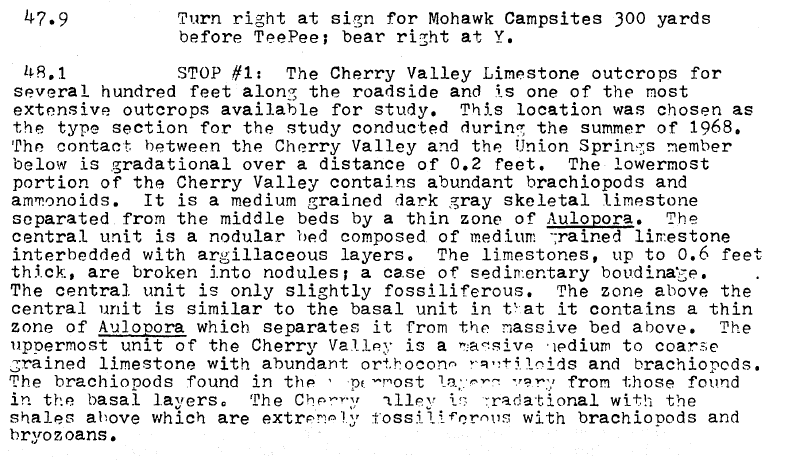 47.9 Turn right at sign for Mohawk Campsites 300 yards
before TeePee; bear right at Y.
48.1 STOP #1: The Cherry Valley Limestone outcrops for
several hundred feet along the roadside and is one of the most
extensive outcrops available for study. This location was chosen as
the type section for the study conducted during the summer of 1968.
The contact between the Cherry Valley and the Union Springs member
below is gradational over a distance of 0.2 feet. The lowermost
portion of the Cherry Valley contains abundant brachiopods and
ammonoids. It is a medium grained dark gray skeletal limestone
separated from the middle beds by a thin zone of Aulopora. The
central unit is a nodular bed composed of medium grained limestone
interbedded with argillaceous layers. The limestones, up to 0.6 feet
thick, are broken into nodules; a case of sedimentary boudinage.
The central unit is only slightly fossiliferous. The zone above the
central unit is similar to the basal unit in that it contains a thin
zone of Aulopora which separates it from the massive bed above. The
uppermost unit of the Cherry Valley is a massive medium to coarse
grained limestone with abundant orthocone nautiloids and brachiopods.
The brachiopods found in the uppermost layers vary from those found
in the basal layers. The Cherry Valley is gradational with the
shales above which are extremely fossiliferous with brachiopods and
bryozoans.